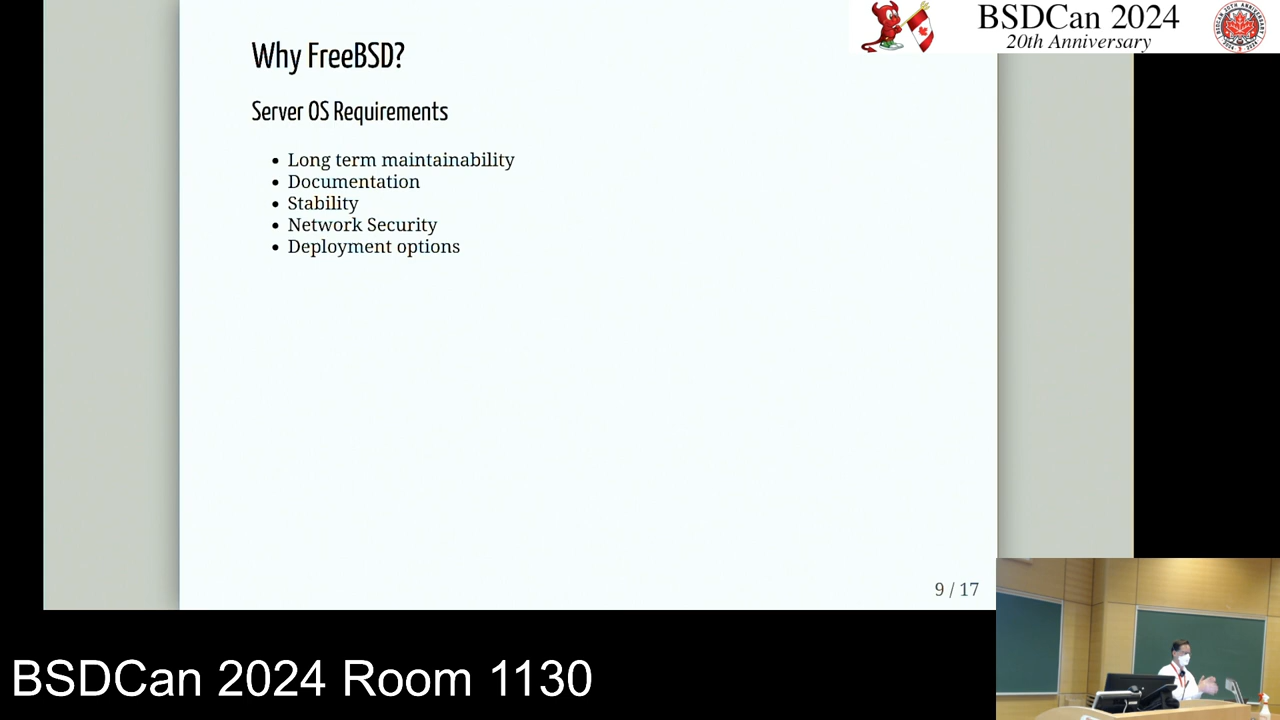 BSDCan 2024
20th Anniversary
Why FreeBSD?
Server OS Requirements
Long term maintainability
Documentation
Stability
Network Security
Deployment options
9 / 17
BSDCan 2024 Room 1130